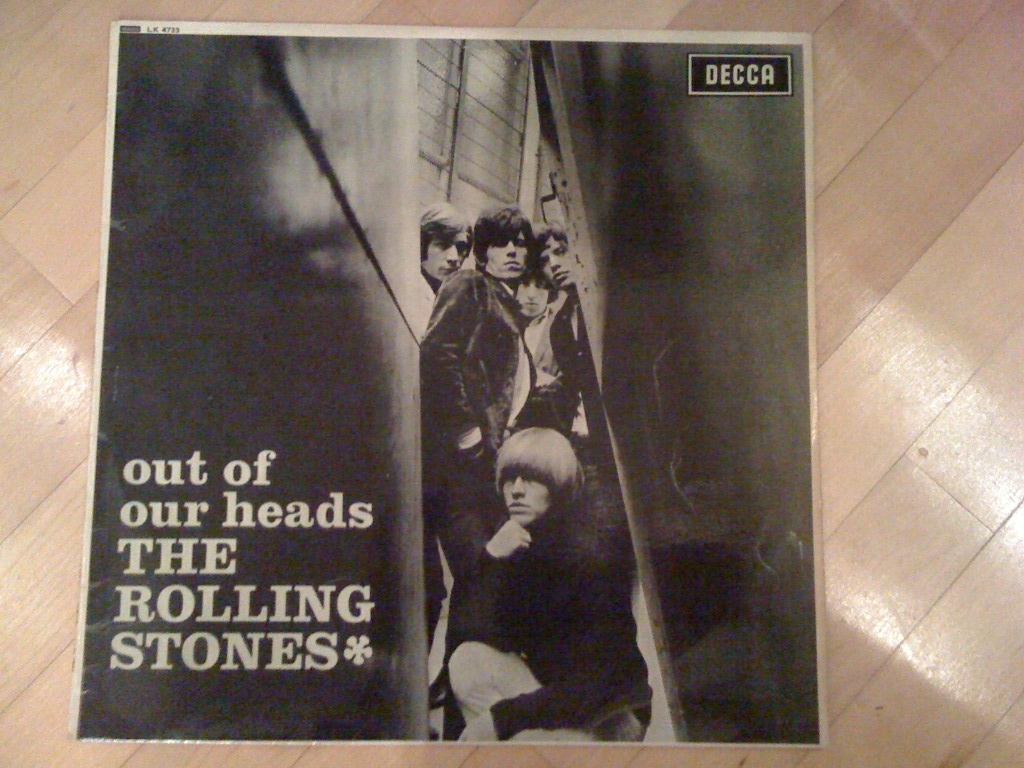 LK 4733
DECCA
out of
our heads
THE
ROLLING
STONES*